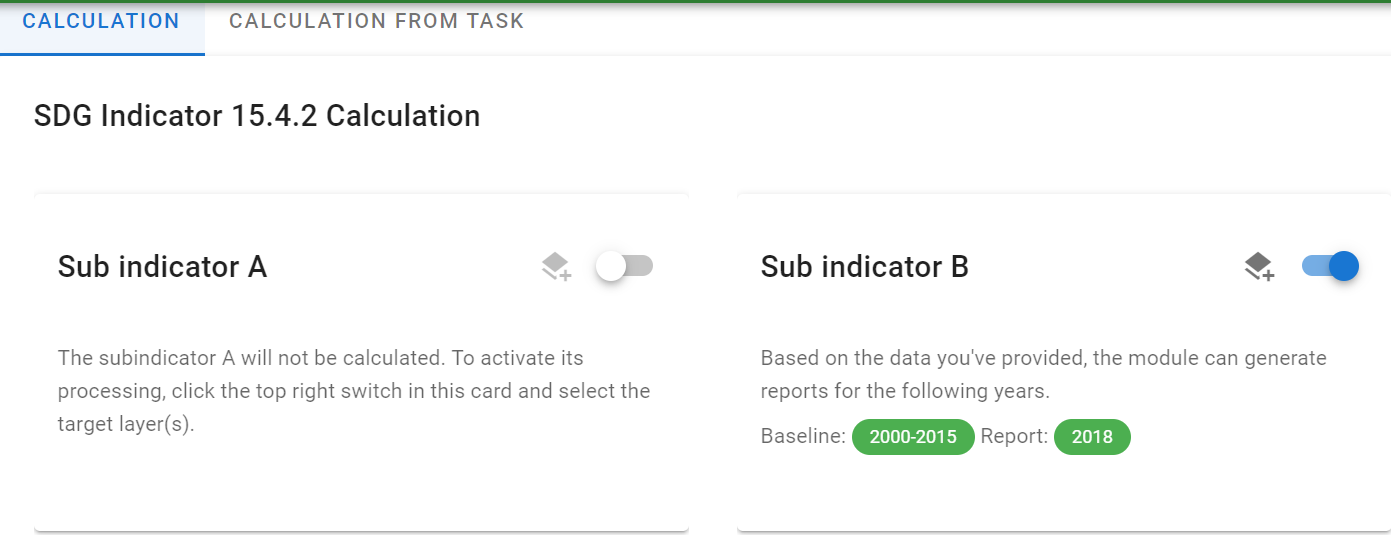 CALCULATION CALCULATION FROM TASK
SDG Indicator 15.4.2 Calculation
Sub indicator A
The subindicator A will not be calculated. To activate its
processing, click the top right switch in this card and select the
target layer(s).
Sub indicator B
Based on the data you've provided, the module can generate
reports for the following years.
Baseline: 2000-2015 Report: 2018